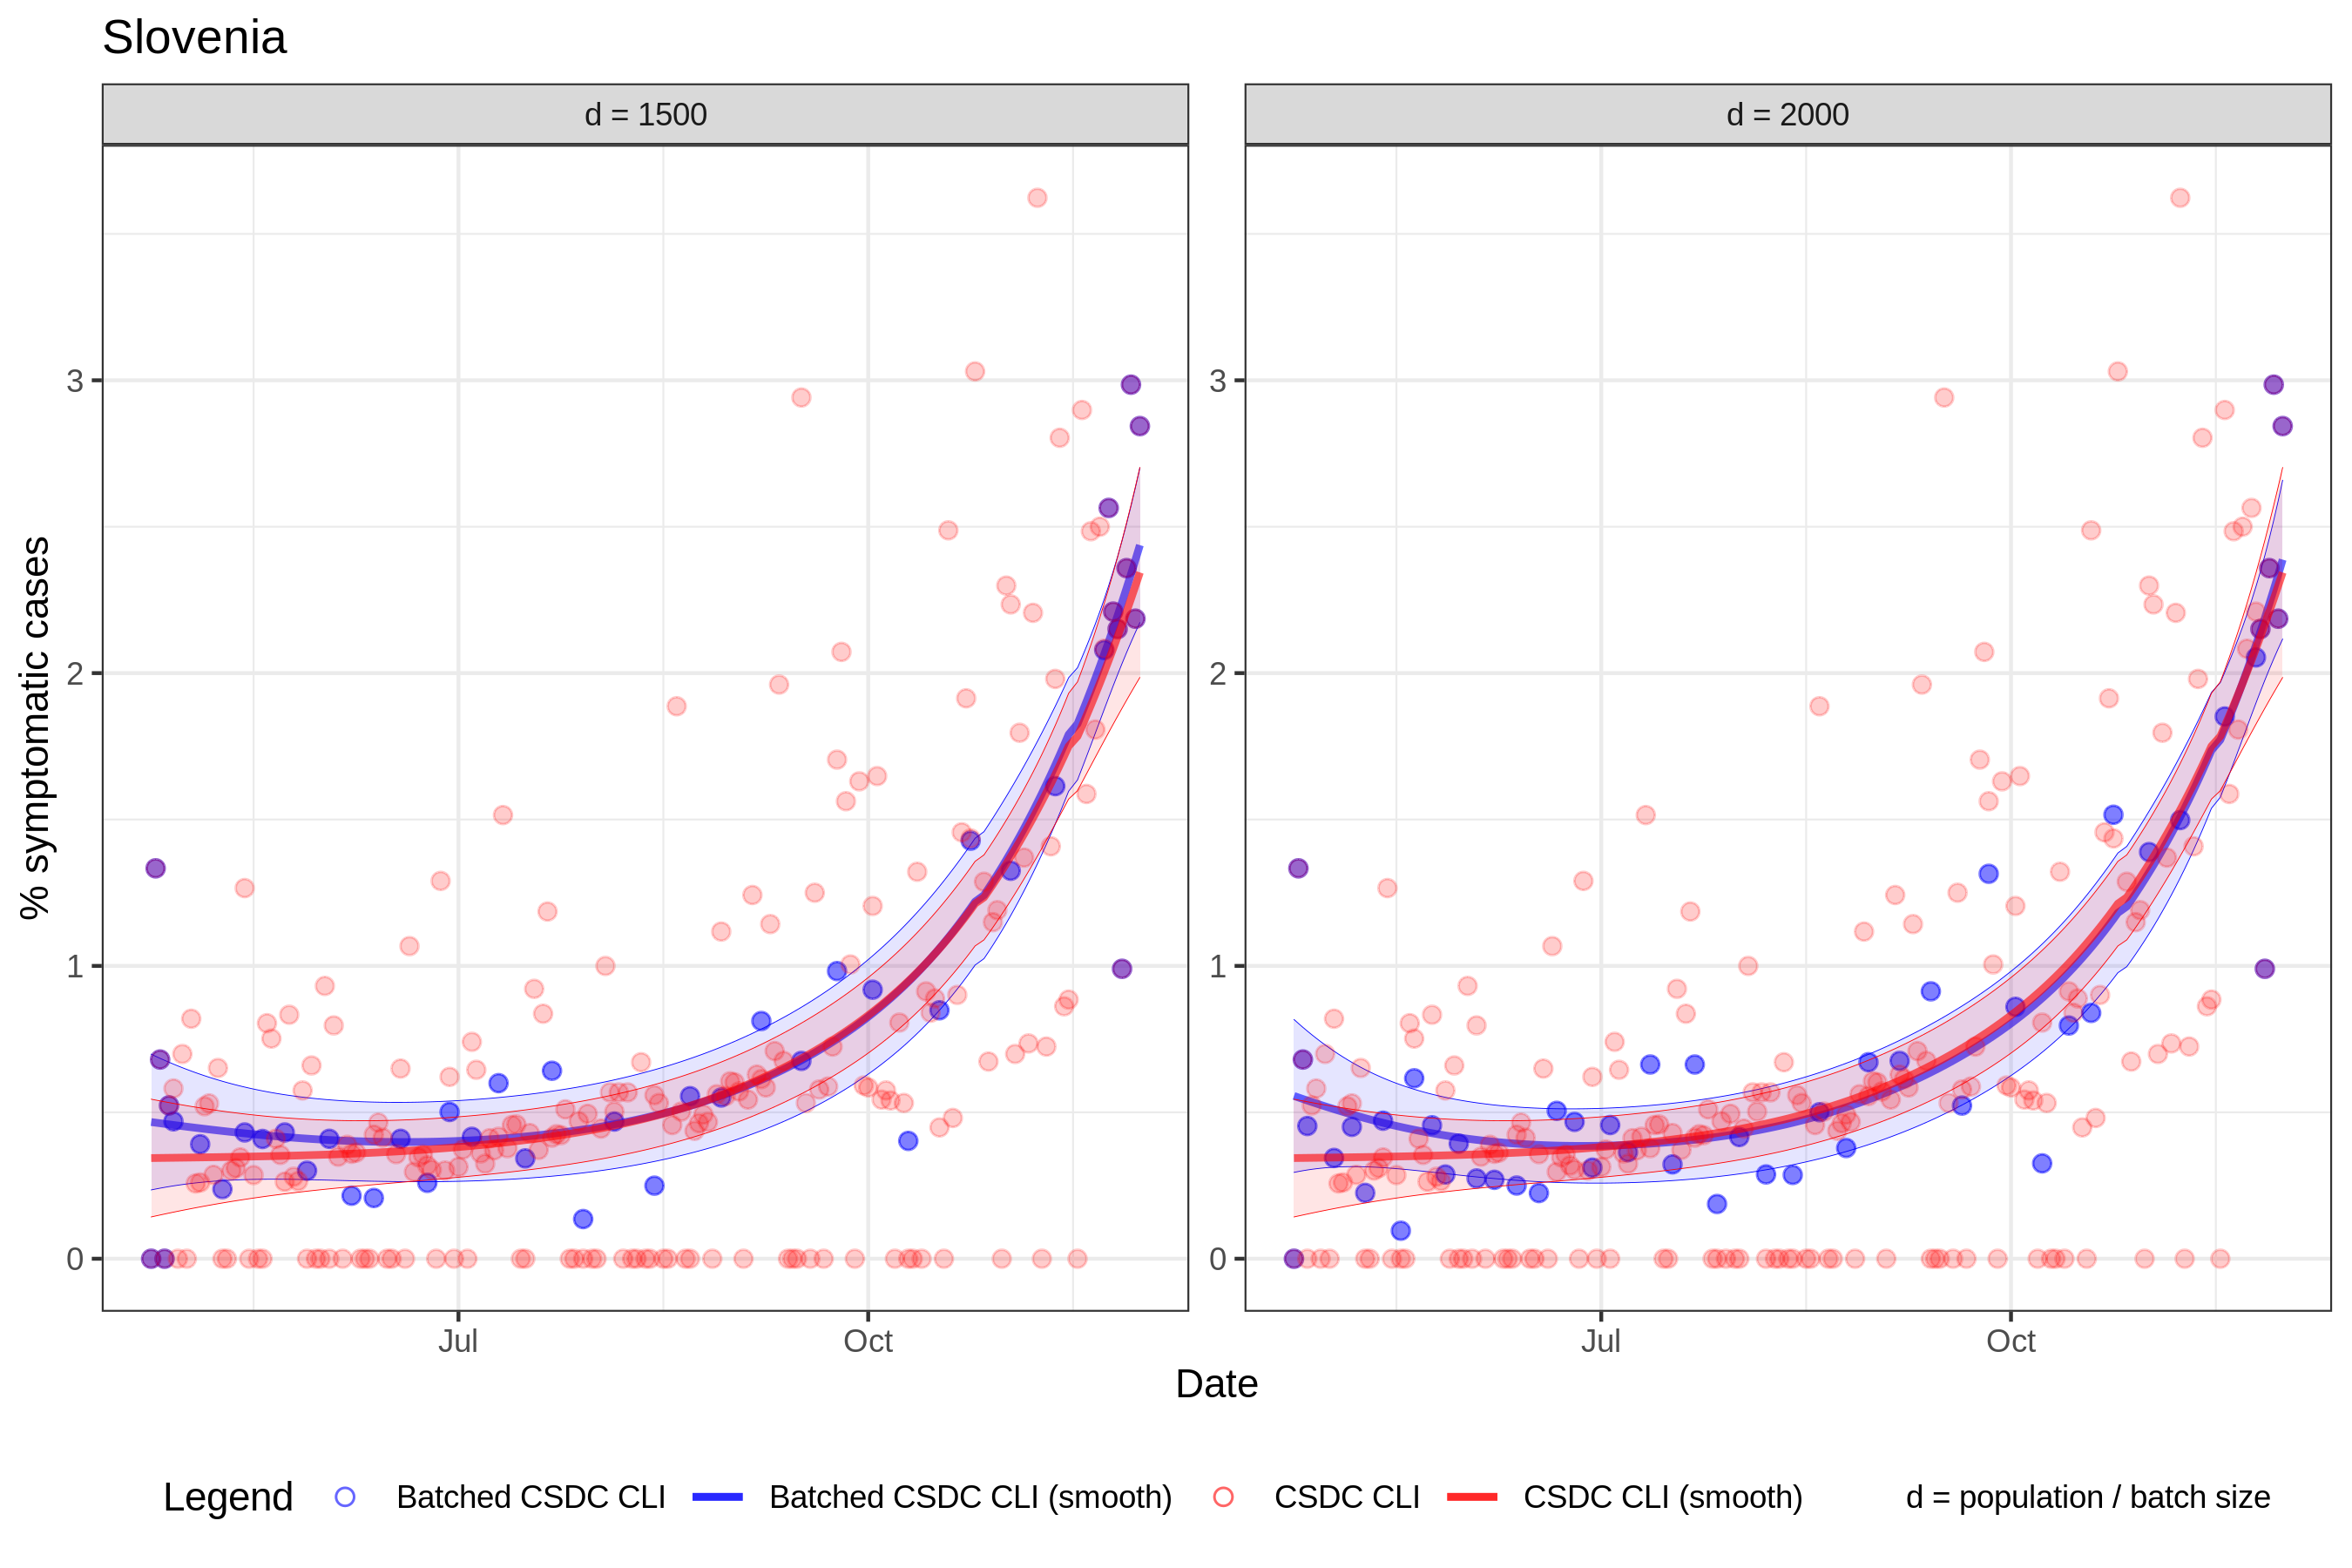 Slovenia
d = 1500
d = 2000
% symptomatic cases
3
2
1
0
3
2
1
0
Jul
Oct
Jul
Oct
Date
Legend
Batched CSDC CLI
Batched CSDC CLI (smooth)
CSDC CLI
CSDC CLI (smooth)
d = population / batch size